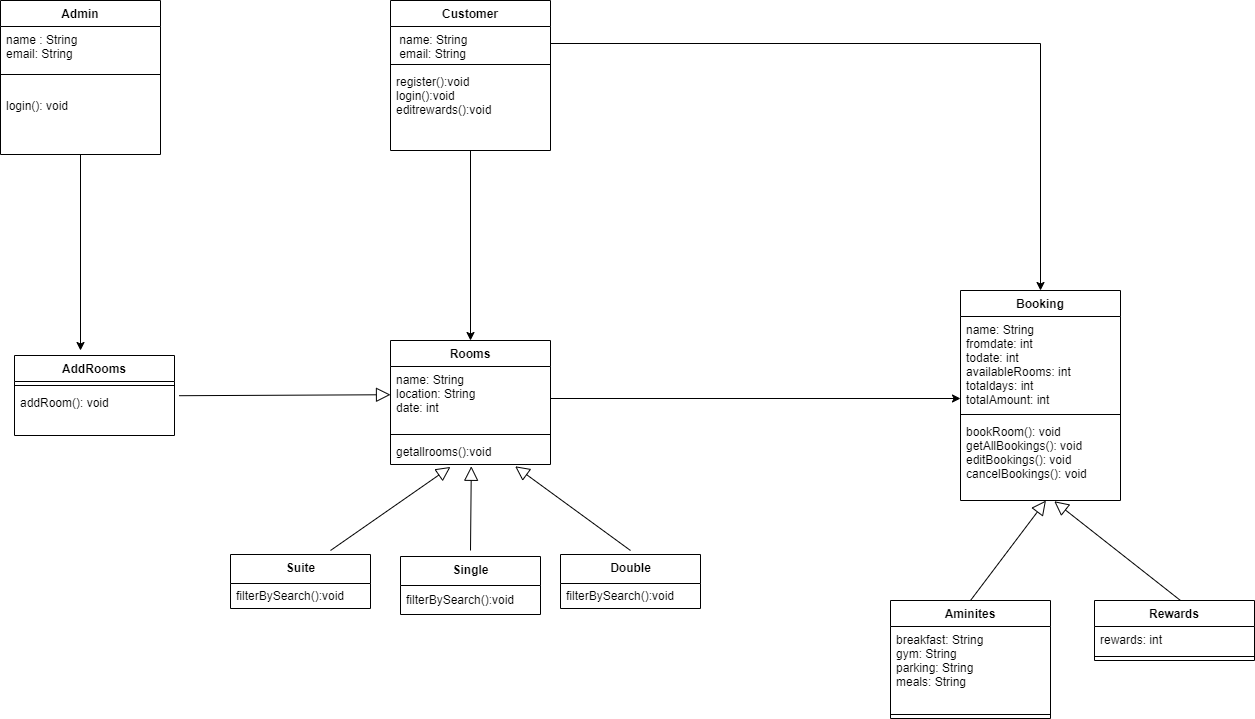 Admin
name : String
email: String
login(): void
Customer
name: String
email: String
register():void
login():void
editrewards():void
AddRooms
addRoom(): void
Rooms
name: String
location: String
date: int
getallrooms():void
Booking
name: String
fromdate: int
todate: int
availableRooms: int
totaldays: int
totalAmount: int
bookRoom(): void
getAllBookings(): void
editBookings(): void
cancelBookings(): void
Suite
filterBySearch():void
Single
filterBySearch():void
Double
filterBySearch():void
Aminites
breakfast: String
gym: String
parking: String
meals: String
Rewards
rewards: int